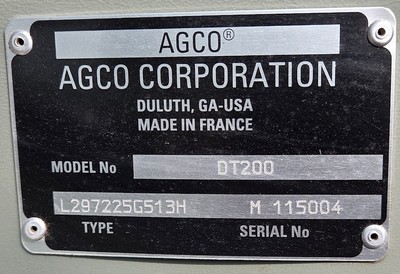 AGCO®
AGCO CORPORATION
DULUTH, GA-USA
MADE IN FRANCE
MODEL No DT200
L297225G513H M 115004
TYPE SERIAL No